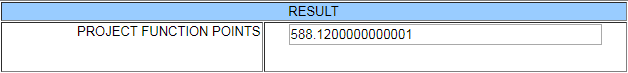 RESULT
PROJECT FUNCTION POINTS
588.1200000000001